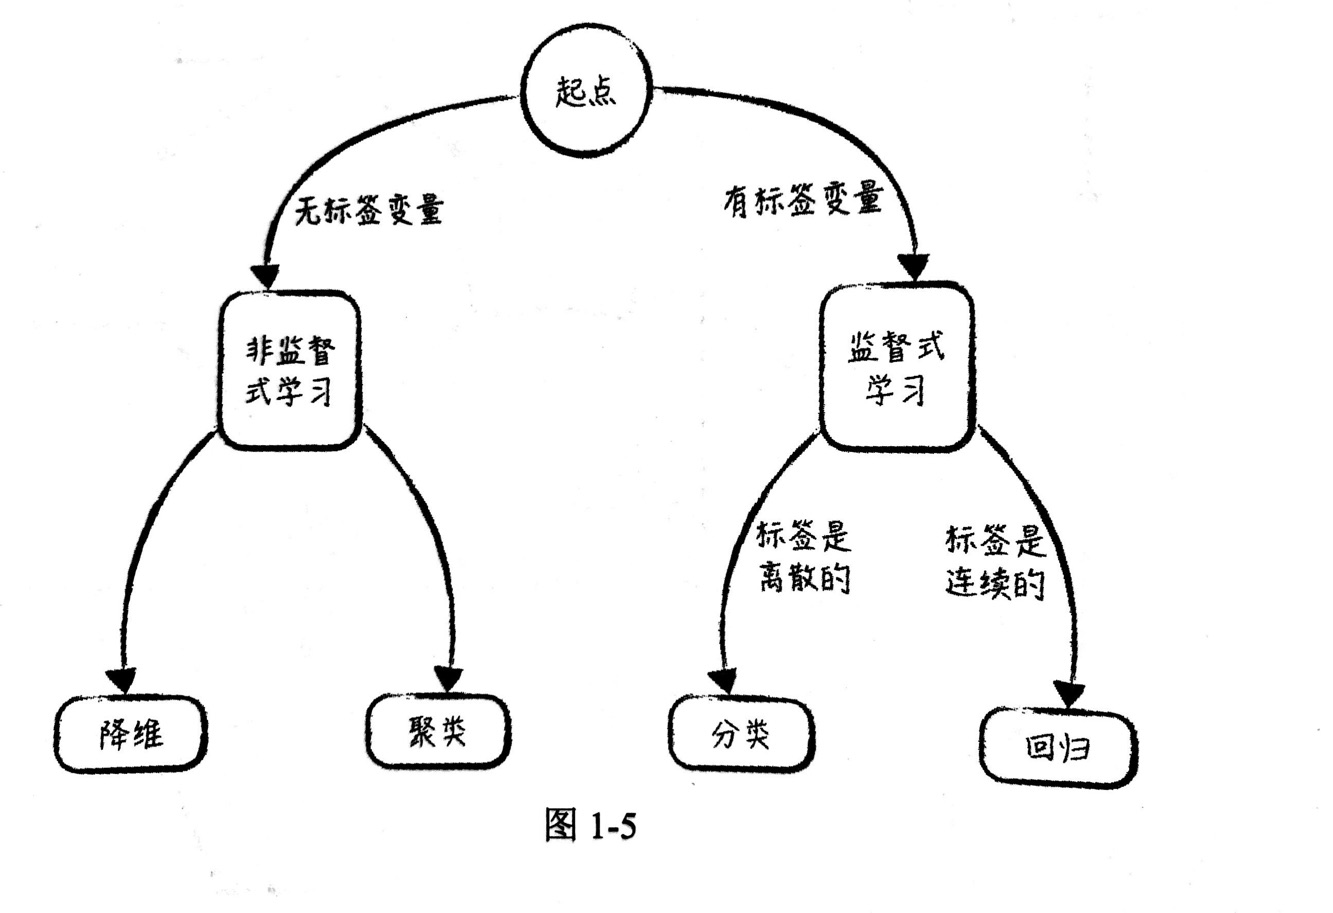 起点
无标签变量
有标签变量
非监督
式学习
监督式
学习
标签是
离散的
标签是
连续的
降维
聚类
分类
回归
图 1-5